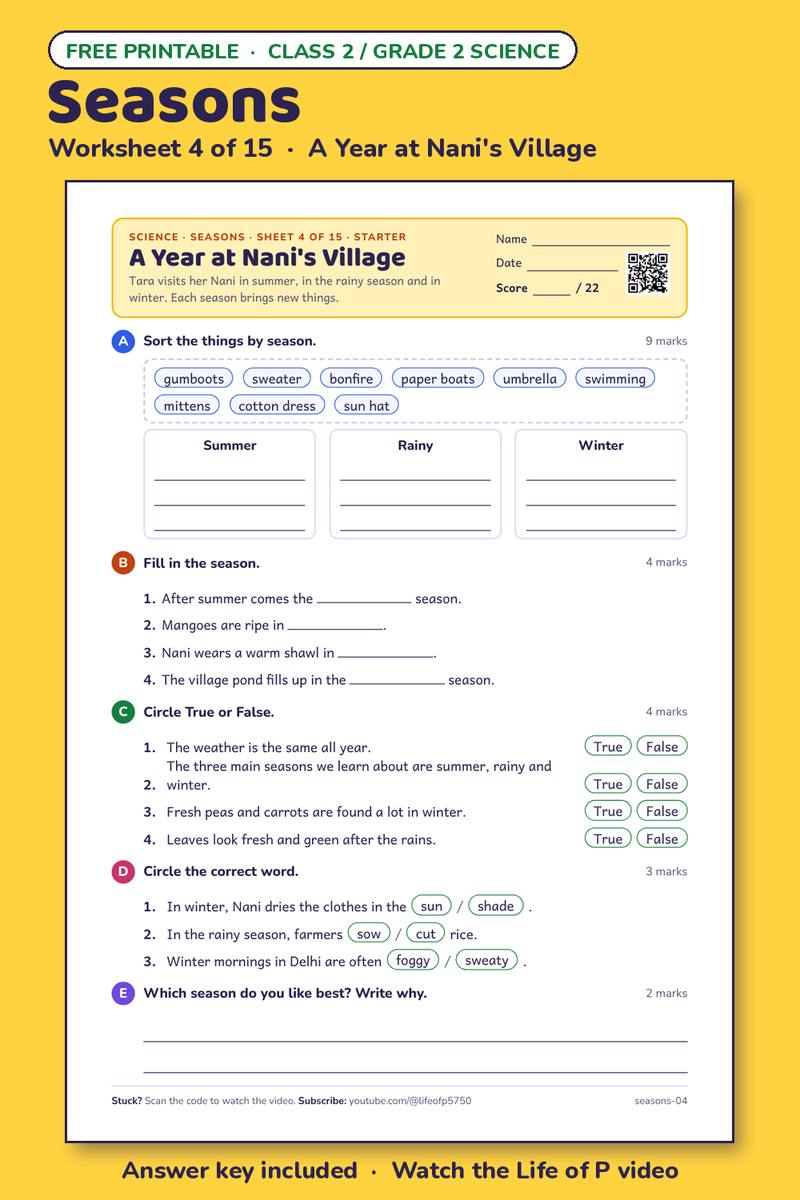 FREE PRINTABLE · CLASS 2 / GRADE 2 SCIENCE
Seasons
Worksheet 4 of 15 · A Year at Nani's Village
SCIENCE · SEASONS · SHEET 4 OF 15 · STARTER
A Year at Nani's Village
Tara visits her Nani in summer, in the rainy season and in
winter. Each season brings new things.
Name
Date
Score ______ / 22
A Sort the things by season. 9 marks
gumboots sweater bonfire paper boats umbrella swimming
mittens cotton dress sun hat
Summer Rainy Winter
B Fill in the season. 4 marks
1. After summer comes the ______ season.
2. Mangoes are ripe in ______.
3. Nani wears a warm shawl in ______.
4. The village pond fills up in the ______ season.
C Circle True or False. 4 marks
1. The weather is the same all year. True False
The three main seasons we learn about are summer, rainy and
2. winter. True False
3. Fresh peas and carrots are found a lot in winter. True False
4. Leaves look fresh and green after the rains. True False
D Circle the correct word. 3 marks
1. In winter, Nani dries the clothes in the sun / shade .
2. In the rainy season, farmers sow / cut rice.
3. Winter mornings in Delhi are often foggy / sweaty .
E Which season do you like best? Write why. 2 marks
Stuck? Scan the code to watch the video. Subscribe: youtube.com/@lifeofp5750 seasons-04
Answer key included · Watch the Life of P video